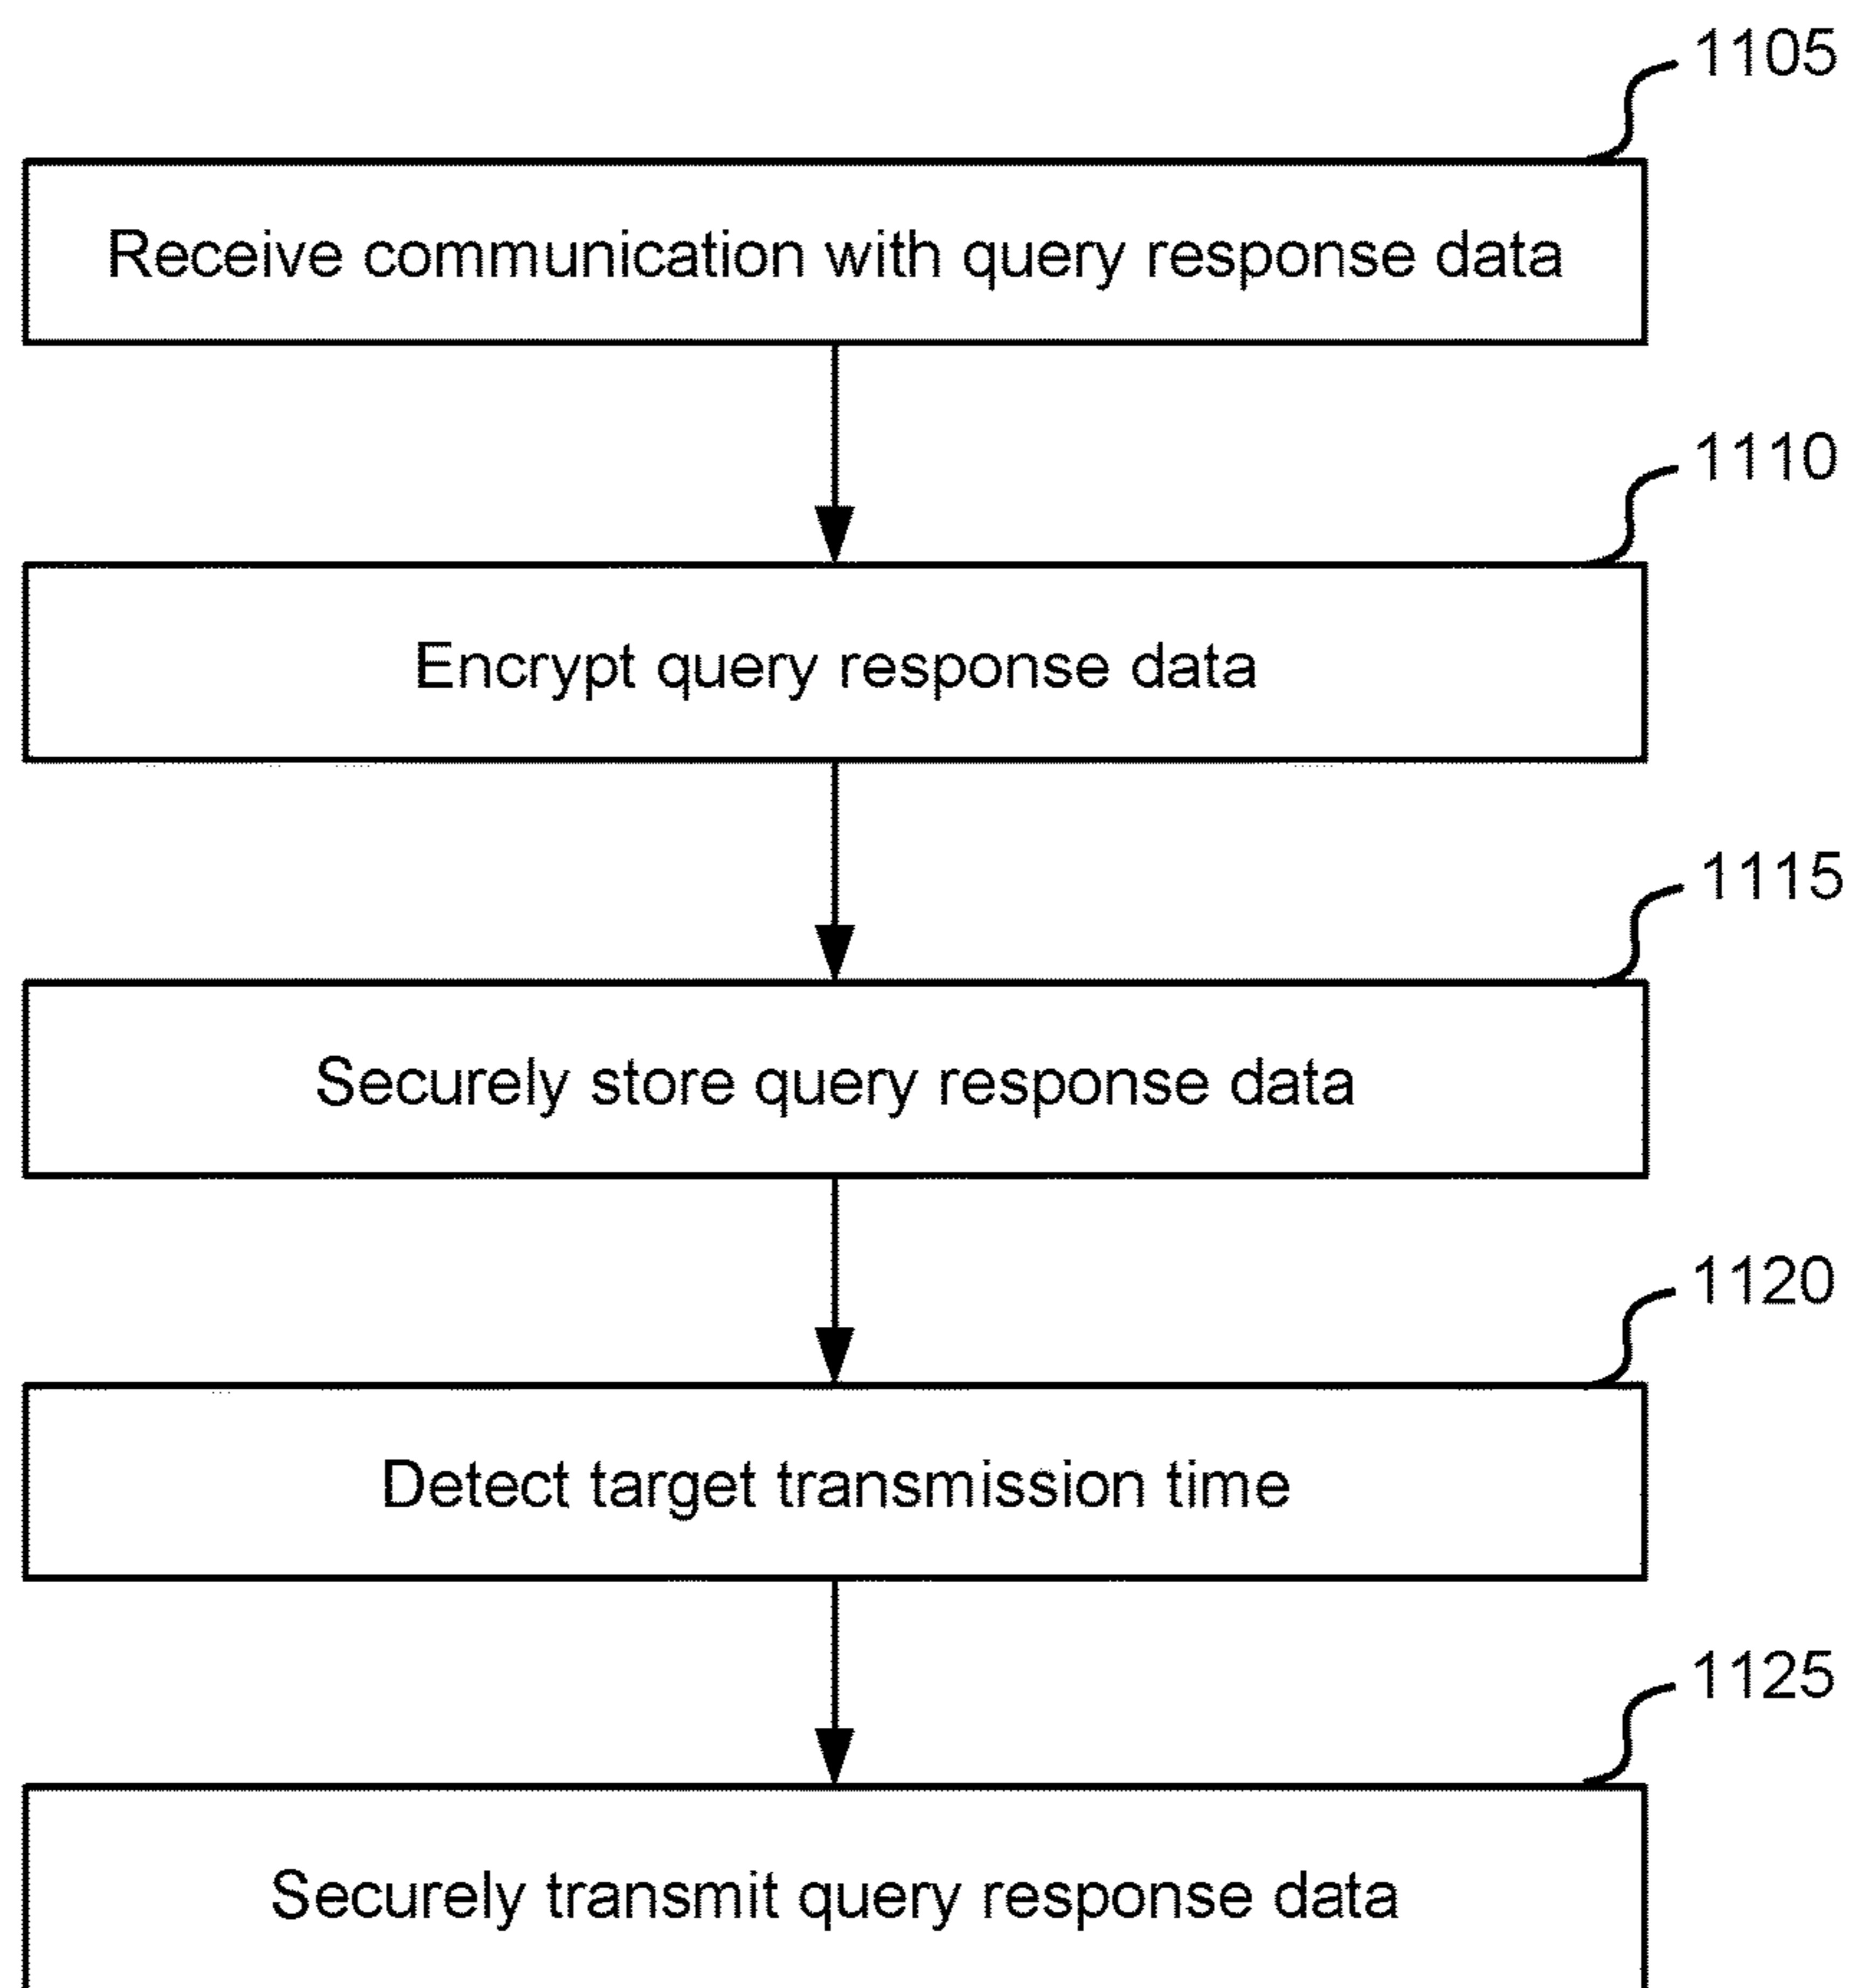 1105
Receive communication with query response data
1110
Encrypt query response data
1115
Securely store query response data
1120
Detect target transmission time
1125
Securely transmit query response data